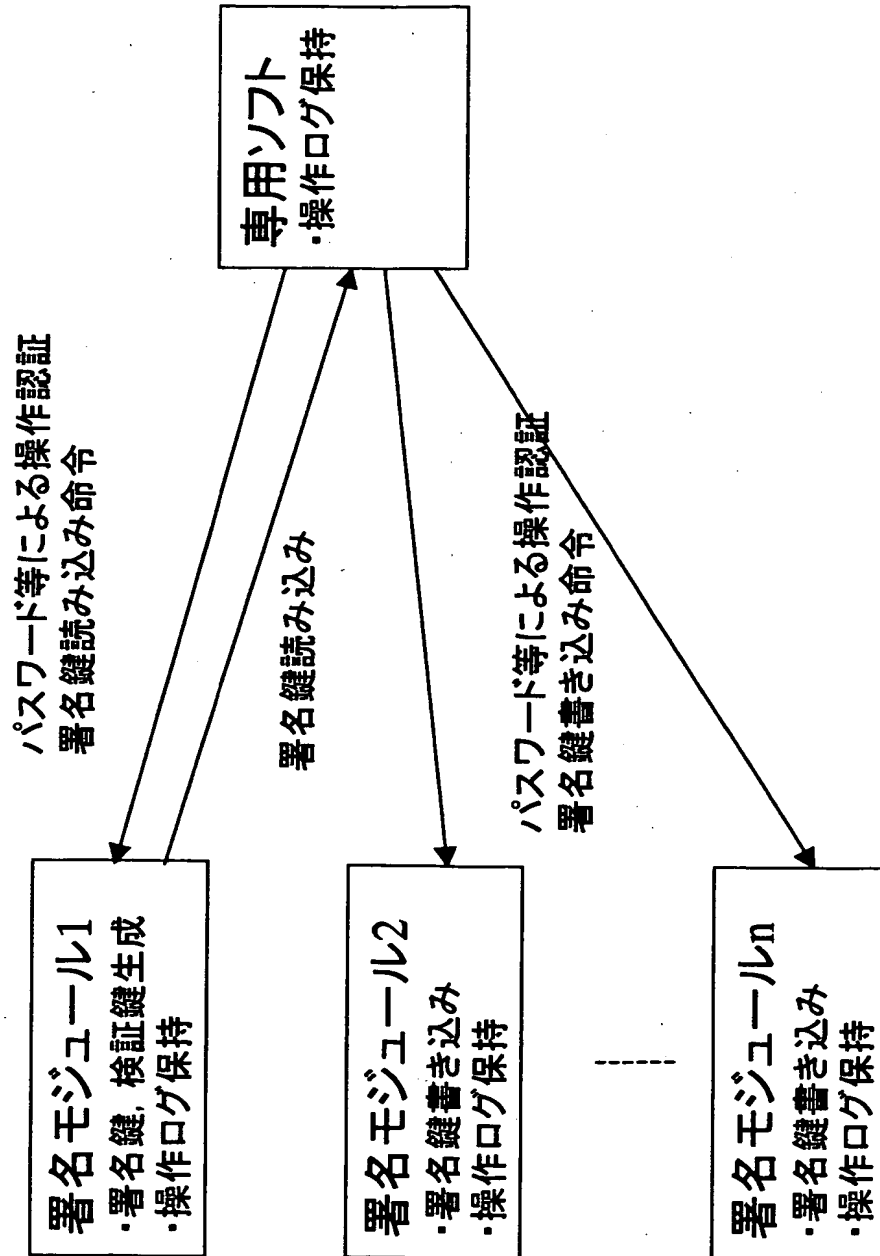 専用ソフト
・操作ログ保持
パスワード等による操作認証
署名鍵読み込み命令
署名鍵読み込み
パスワード等による操作認証
署名鍵書き込み命令
署名モジュール1
・署名鍵, 検証鍵生成
・操作ログ保持
署名モジュール2
・署名鍵書き込み
・操作ログ保持
署名モジュールn
・署名鍵書き込み
・操作ログ保持